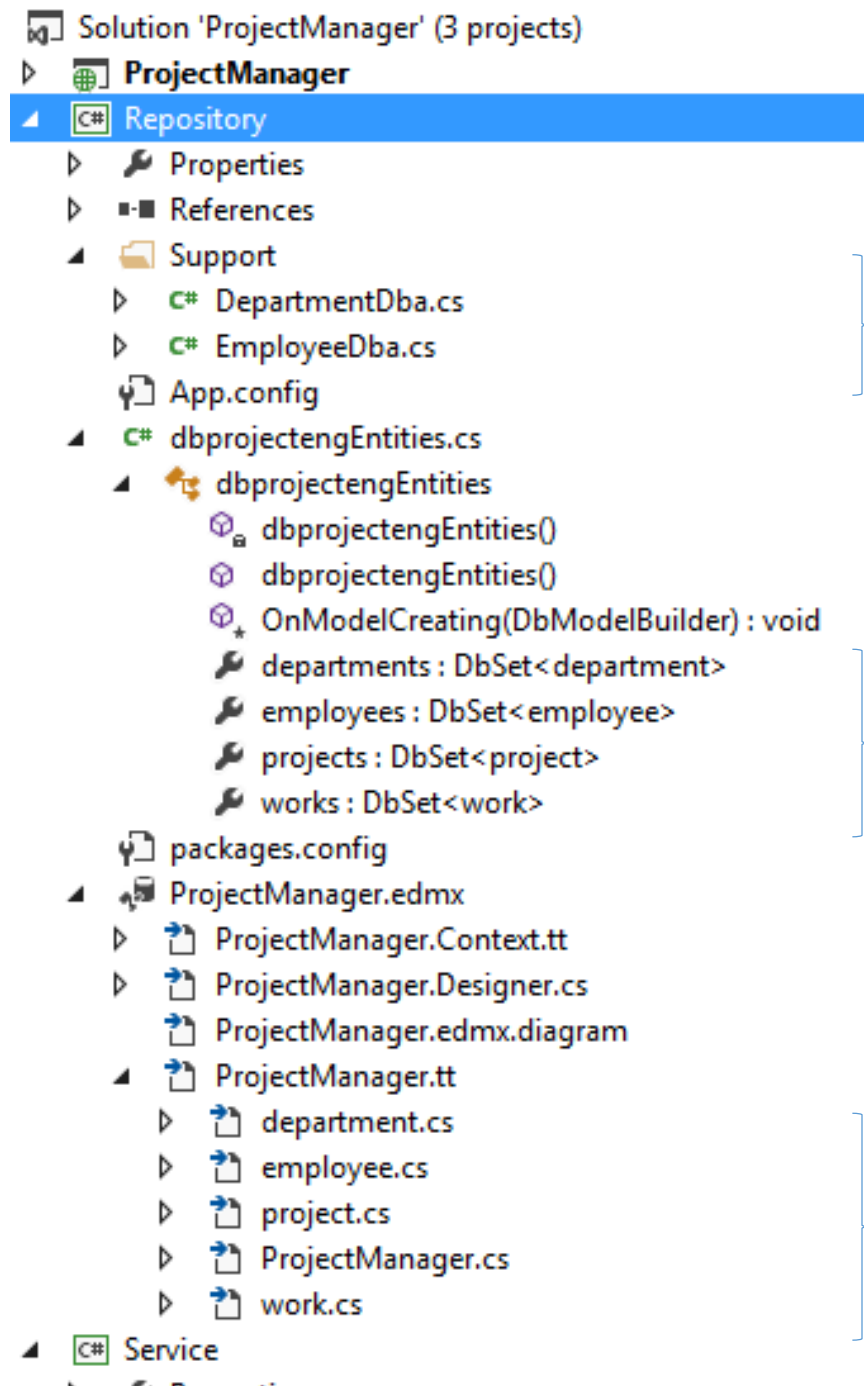 Solution 'ProjectManager' (3 projects)
ProjectManager
C# Repository
Properties
References
Support
C# DepartmentDba.cs
C# EmployeeDba.cs
App.config
C# dbprojectengEntities.cs
dbprojectengEntities
dbprojectengEntities()
dbprojectengEntities()
OnModelCreating(DbModelBuilder) : void
departments : DbSet<department>
employees : DbSet<employee>
projects : DbSet<project>
works : DbSet<work>
packages.config
ProjectManager.edmx
ProjectManager.Context.tt
ProjectManager.Designer.cs
ProjectManager.edmx.diagram
ProjectManager.tt
department.cs
employee.cs
project.cs
ProjectManager.cs
work.cs
C# Service